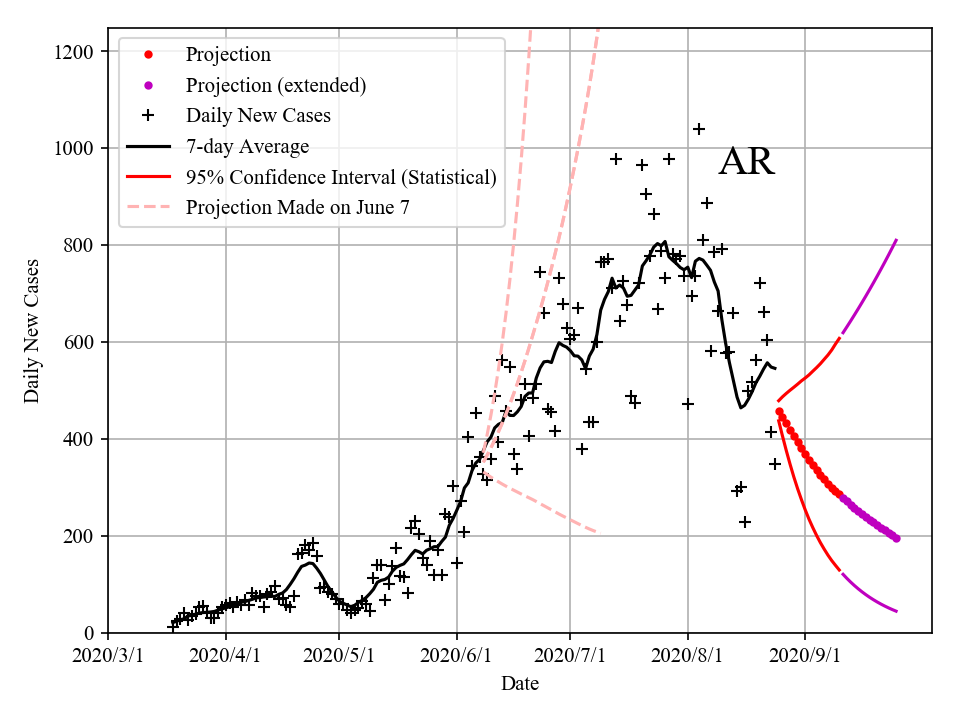 1200
1000
800
600
400
200
0
Daily New Cases
Projection
Projection (extended)
Daily New Cases
7-day Average
95% Confidence Interval (Statistical)
Projection Made on June 7
AR
2020/3/1 2020/4/1 2020/5/1 2020/6/1 2020/7/1 2020/8/1 2020/9/1
Date